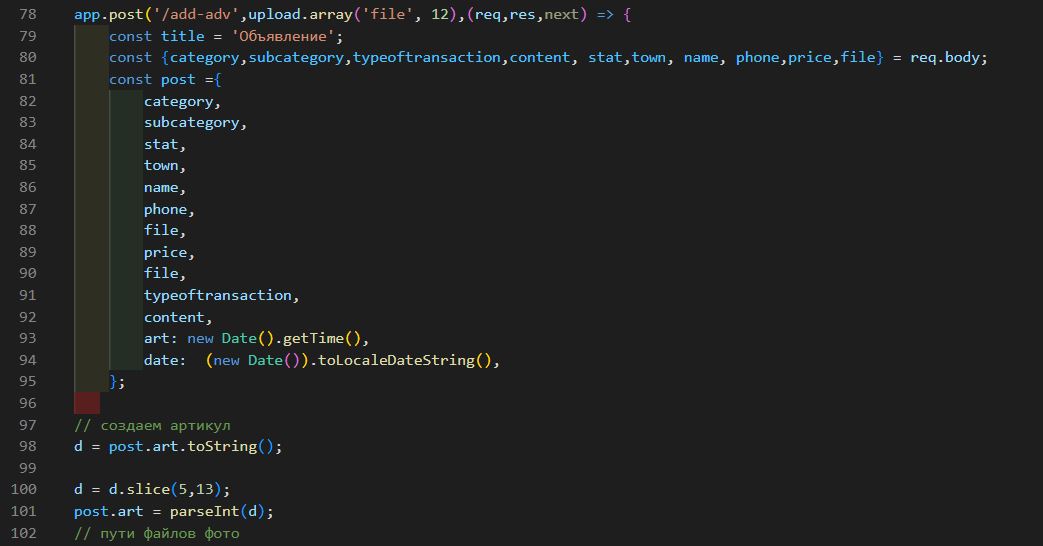 78 app.post('/add-adv',upload.array('file', 12),(req,res,next) => {
79 const title = 'Объявление';
80 const {category,subcategory,typeoftransaction,content, stat,town, name, phone,price,file} = req.body;
81 const post ={
82 category,
83 subcategory,
84 stat,
85 town,
86 name,
87 phone,
88 file,
89 price,
90 file,
91 typeoftransaction,
92 content,
93 art: new Date().getTime(),
94 date:  (new Date()).toLocaleDateString(),
95 };
96
97 // создаем артикул
98 d = post.art.toString();
99
100 d = d.slice(5,13);
101 post.art = parseInt(d);
102 // пути файлов фото